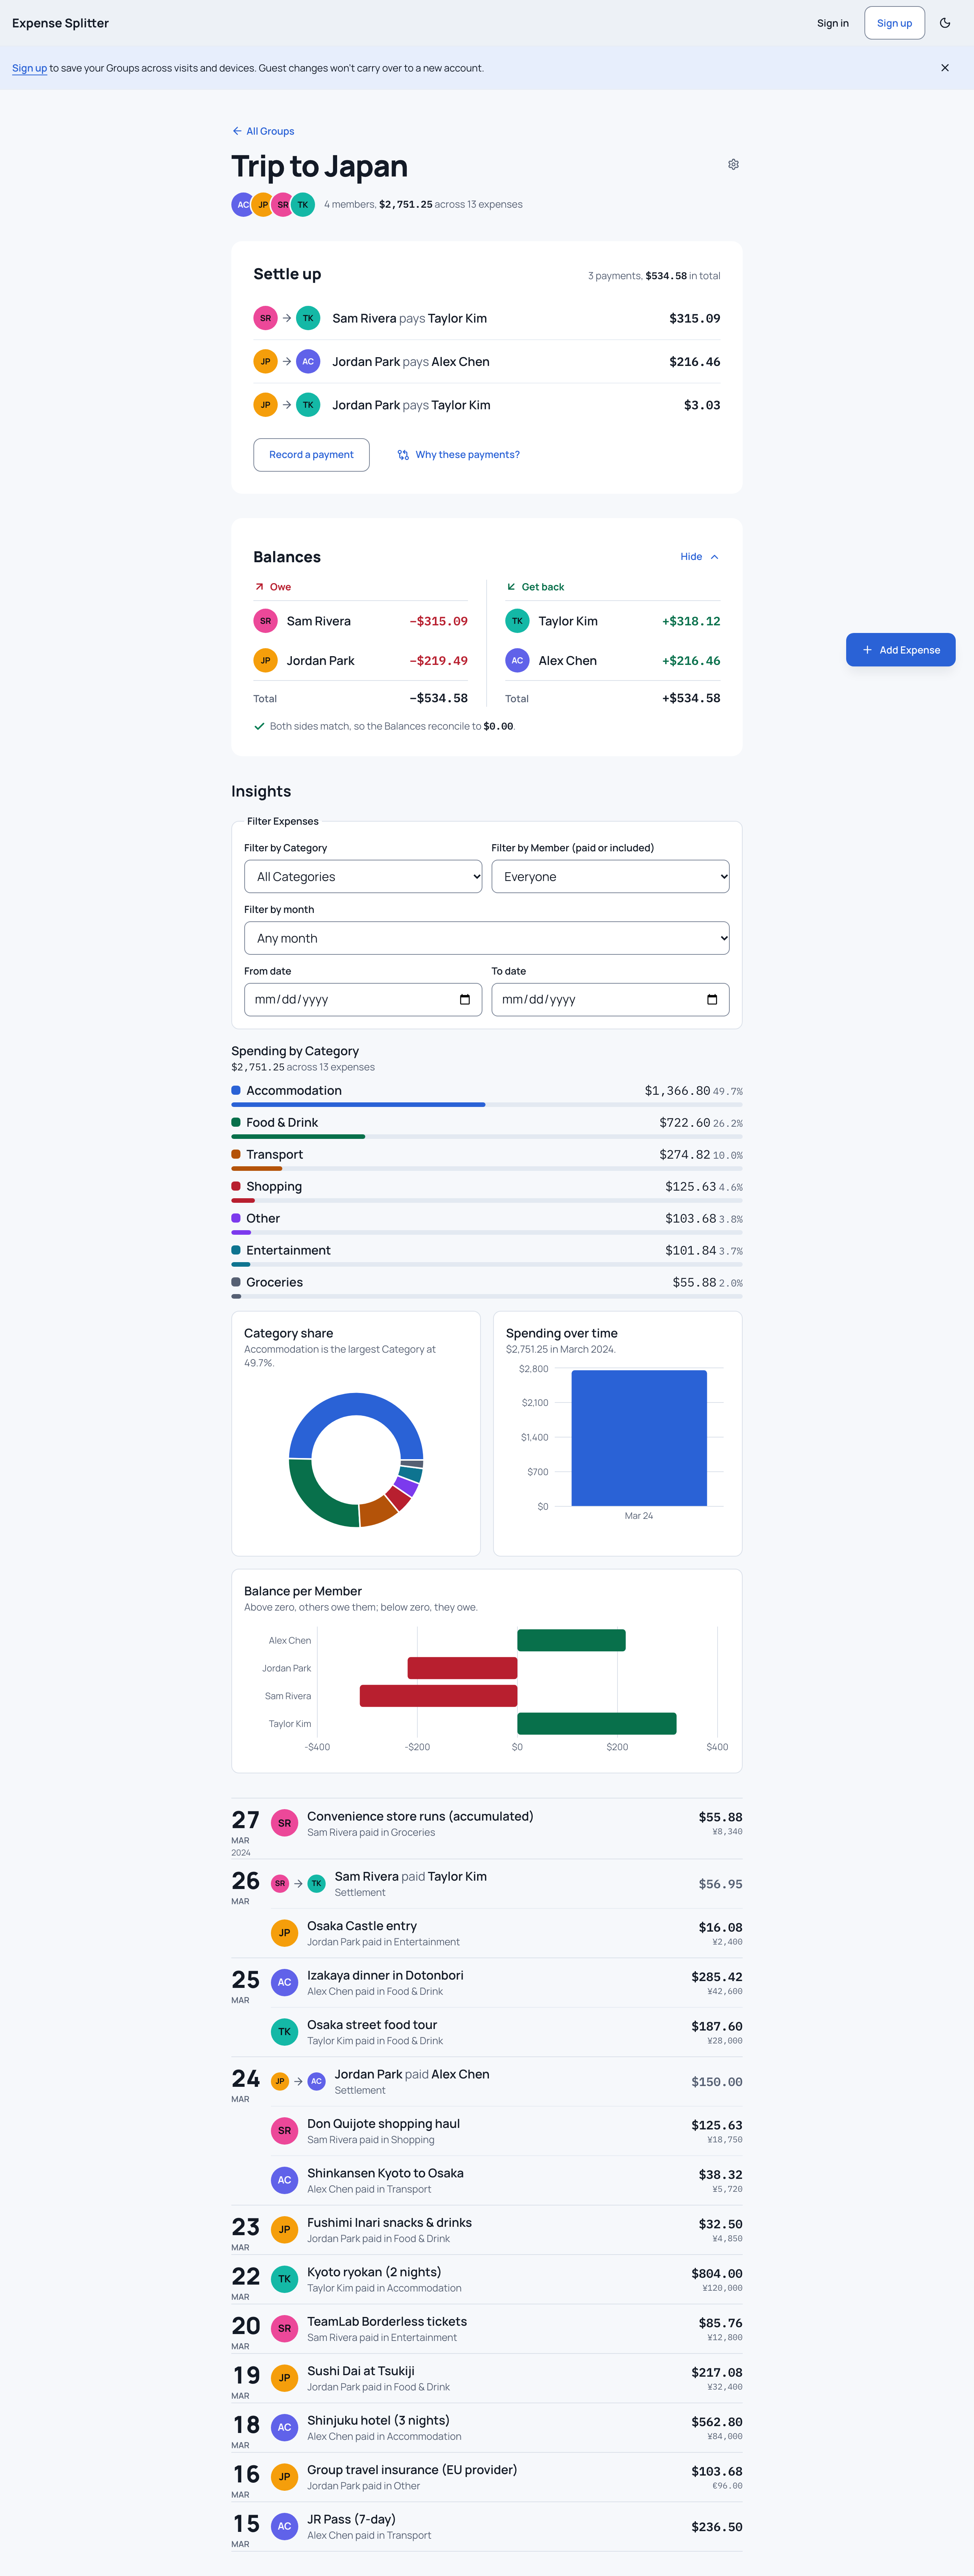 Expense Splitter
Sign in
Sign up
Sign up to save your Groups across visits and devices. Guest changes won't carry over to a new account.
All Groups
Trip to Japan
AC JP SR TK 4 members, $2,751.25 across 13 expenses
Settle up
3 payments, $534.58 in total
SR TK Sam Rivera pays Taylor Kim $315.09
JP AC Jordan Park pays Alex Chen $216.46
JP TK Jordan Park pays Taylor Kim $3.03
Record a payment
Why these payments?
Balances
Hide
Owe
SR Sam Rivera −$315.09
JP Jordan Park −$219.49
Total −$534.58
Get back
TK Taylor Kim +$318.12
AC Alex Chen +$216.46
Total +$534.58
Both sides match, so the Balances reconcile to $0.00.
Add Expense
Insights
Filter Expenses
Filter by Category
All Categories
Filter by Member (paid or included)
Everyone
Filter by month
Any month
From date
mm/dd/yyyy
To date
mm/dd/yyyy
Spending by Category
$2,751.25 across 13 expenses
Accommodation $1,366.80 49.7%
Food & Drink $722.60 26.2%
Transport $274.82 10.0%
Shopping $125.63 4.6%
Other $103.68 3.8%
Entertainment $101.84 3.7%
Groceries $55.88 2.0%
Category share
Accommodation is the largest Category at
49.7%.
Spending over time
$2,751.25 in March 2024.
$2,800
$2,100
$1,400
$700
$0
Mar 24
Balance per Member
Above zero, others owe them; below zero, they owe.
Alex Chen
Jordan Park
Sam Rivera
Taylor Kim
-$400 -$200 $0 $200 $400
27 MAR 2024
SR Convenience store runs (accumulated) $55.88
Sam Rivera paid in Groceries ¥8,340
26 MAR
SR TK Sam Rivera paid Taylor Kim $56.95
Settlement
JP Osaka Castle entry $16.08
Jordan Park paid in Entertainment ¥2,400
25 MAR
AC Izakaya dinner in Dotonbori $285.42
Alex Chen paid in Food & Drink ¥42,600
TK Osaka street food tour $187.60
Taylor Kim paid in Food & Drink ¥28,000
24 MAR
JP AC Jordan Park paid Alex Chen $150.00
Settlement
SR Don Quijote shopping haul $125.63
Sam Rivera paid in Shopping ¥18,750
AC Shinkansen Kyoto to Osaka $38.32
Alex Chen paid in Transport ¥5,720
23 MAR
JP Fushimi Inari snacks & drinks $32.50
Jordan Park paid in Food & Drink ¥4,850
22 MAR
TK Kyoto ryokan (2 nights) $804.00
Taylor Kim paid in Accommodation ¥120,000
20 MAR
SR TeamLab Borderless tickets $85.76
Sam Rivera paid in Entertainment ¥12,800
19 MAR
JP Sushi Dai at Tsukiji $217.08
Jordan Park paid in Food & Drink ¥32,400
18 MAR
AC Shinjuku hotel (3 nights) $562.80
Alex Chen paid in Accommodation ¥84,000
16 MAR
JP Group travel insurance (EU provider) $103.68
Jordan Park paid in Other €96.00
15 MAR
AC JR Pass (7-day) $236.50
Alex Chen paid in Transport